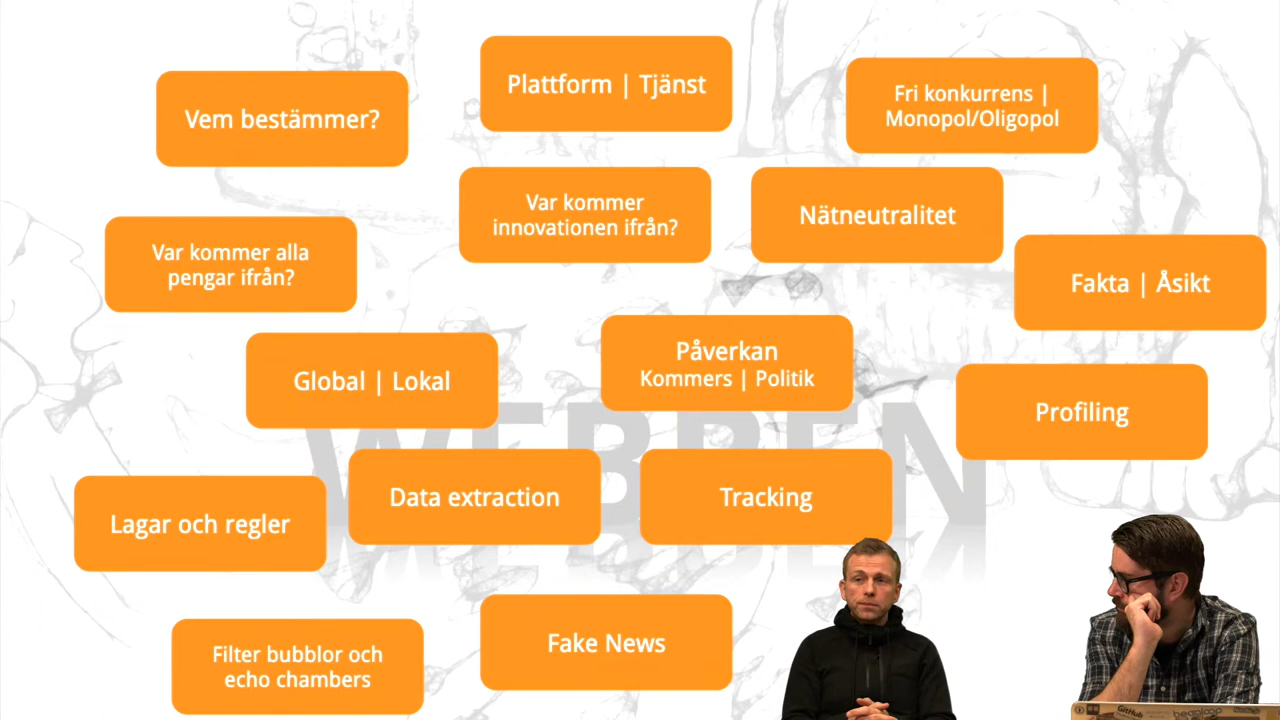 Plattform | Tjänst
Vem bestämmer?
Fri konkurrens |
Monopol/Oligopol
Var kommer
innovationen ifrån?
Nätneutralitet
Var kommer alla
pengar ifrån?
Fakta | Åsikt
Global | Lokal
Påverkan
Kommers | Politik
Profiling
WEBBEN
Data extraction
Tracking
Lagar och regler
Fake News
Filter bubblor och
echo chambers
GitHub